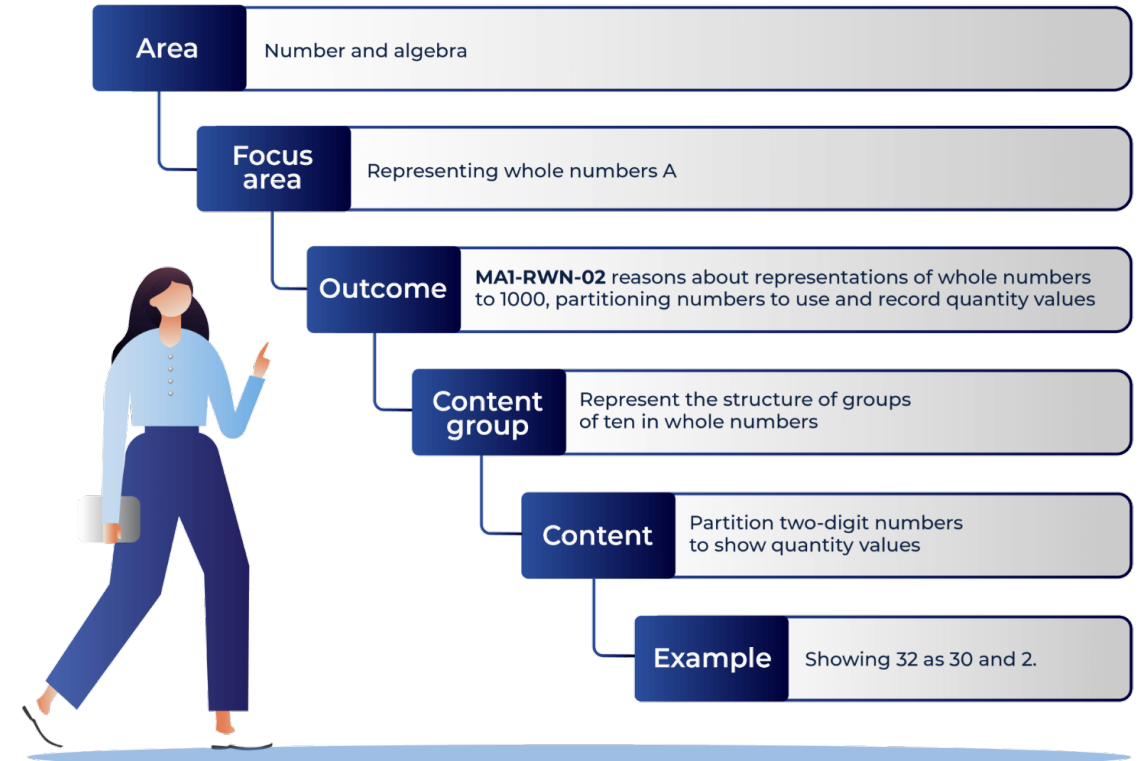 Area
Number and algebra
Focus
area
Representing whole numbers A
Outcome
MA1-RWN-02 reasons about representations of whole numbers
to 1000, partitioning numbers to use and record quantity values
Content
group
Represent the structure of groups
of ten in whole numbers
Content
Partition two-digit numbers
to show quantity values
Example
Showing 32 as 30 and 2.